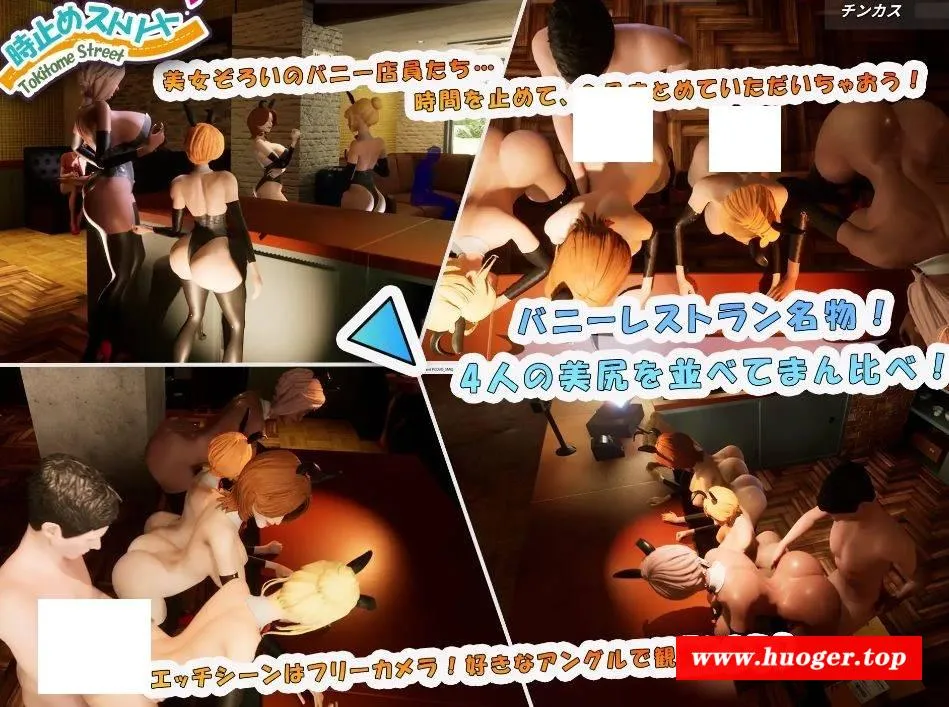 時止めストリート
Tokitome Street
チンカス
美女ぞろいのバニー店員たち…
時間を止めて、まとめていただいちゃおう！
バニーレストラン名物！
4人の美尻を並べてまん比べ！
エッチシーンはフリーカメラ！好きなアングルで観
www.huoger.top